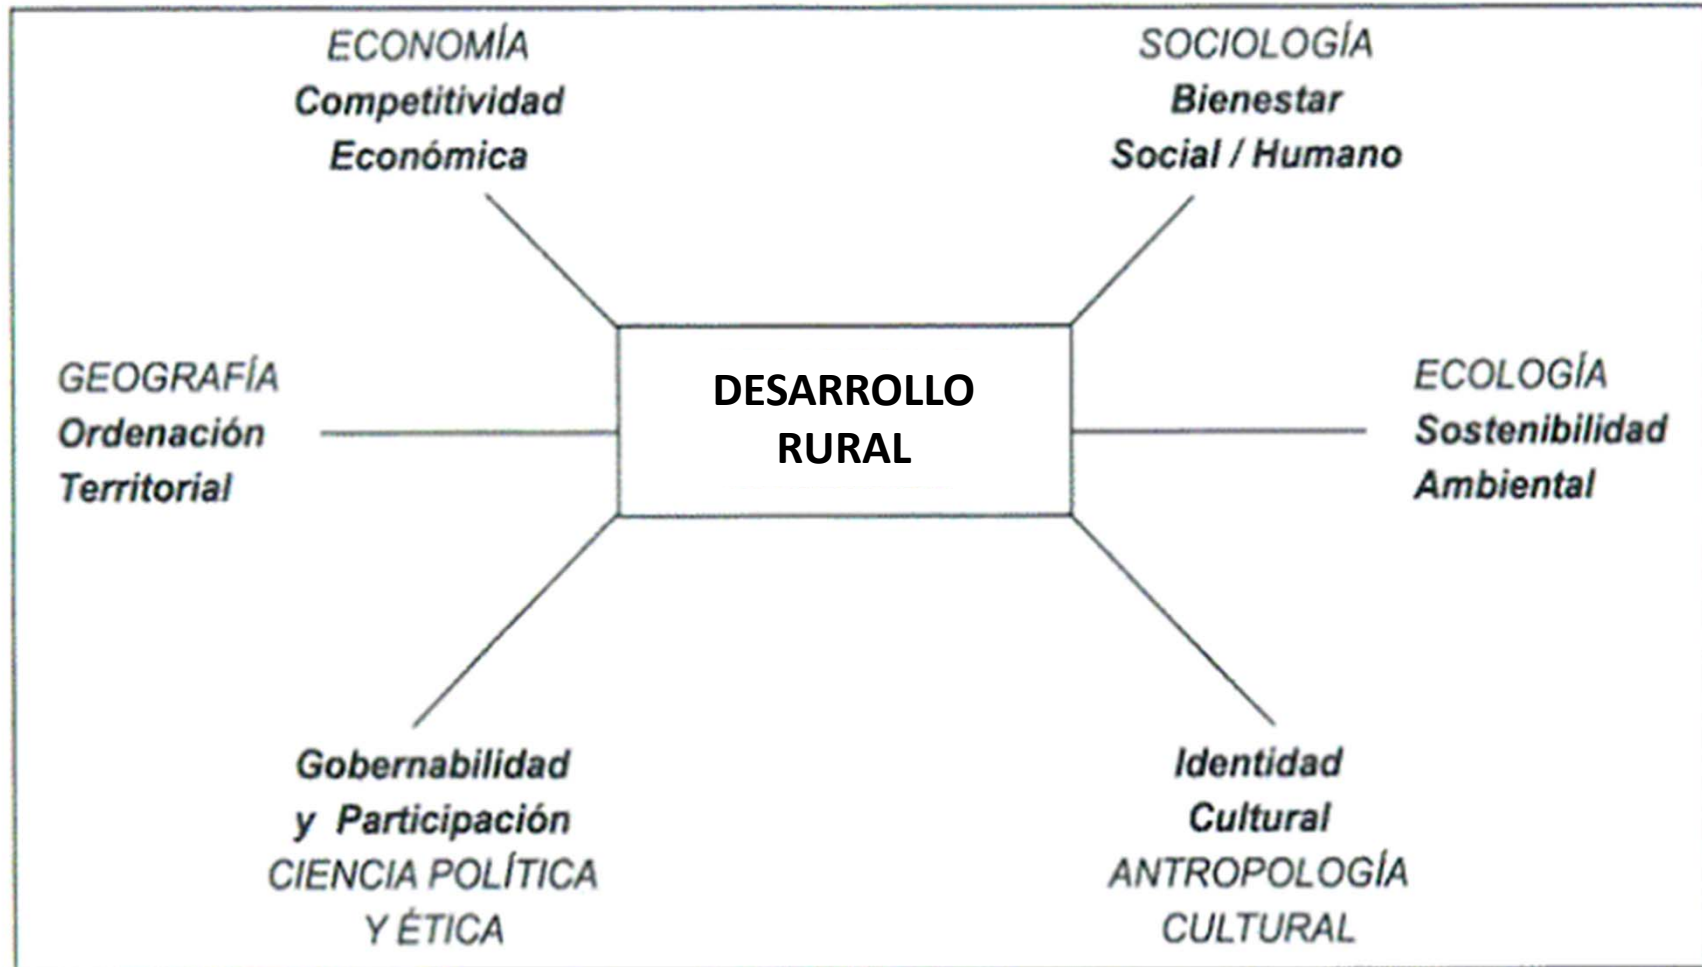 ECONOMÍA
Competitividad
Económica
SOCIOLOGÍA
Bienestar
Social / Humano
GEOGRAFÍA
Ordenación
Territorial
DESARROLLO
RURAL
ECOLOGÍA
Sostenibilidad
Ambiental
Gobernabilidad
y Participación
CIENCIA POLÍTICA
Y ÉTICA
Identidad
Cultural
ANTROPOLOGÍA
CULTURAL